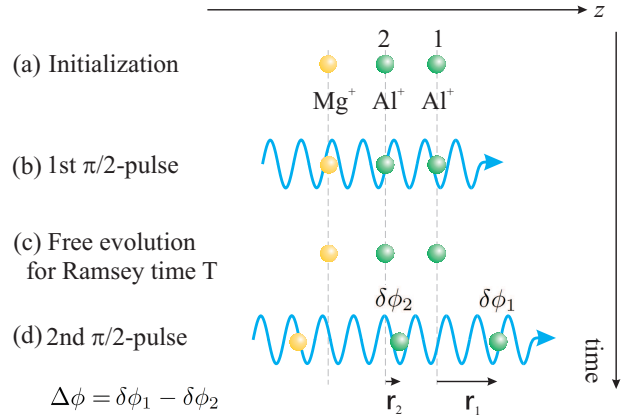 z
2 1
(a) Initialization
Mg⁺ Al⁺ Al⁺
(b) 1st π/2-pulse
(c) Free evolution
for Ramsey time T
δϕ₂ δϕ₁
(d) 2nd π/2-pulse
time
Δϕ = δϕ₁ − δϕ₂
r₂ r₁